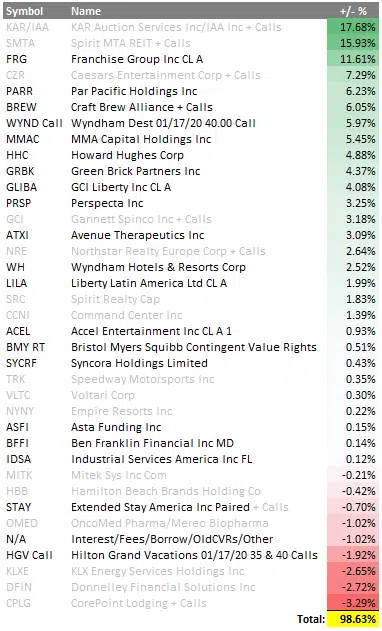 Symbol Name +/- %
KAR/IAA KAR Auction Services Inc/IAA Inc + Calls 17.68%
SMTA Spirit MTA REIT + Calls 15.93%
FRG Franchise Group Inc CL A 11.61%
CZR Caesars Entertainment Corp + Calls 7.29%
PARR Par Pacific Holdings Inc 6.23%
BREW Craft Brew Alliance + Calls 6.05%
WYND Call Wyndham Dest 01/17/20 40.00 Call 5.97%
MMAC MMA Capital Holdings Inc 5.45%
HHC Howard Hughes Corp 4.88%
GRBK Green Brick Partners Inc 4.37%
GLIBA GCI Liberty Inc CL A 4.08%
PRSP Perspecta Inc 3.25%
GCI Gannett Spinco Inc + Calls 3.18%
ATXI Avenue Therapeutics Inc 3.09%
NRE Northstar Realty Europe Corp + Calls 2.64%
WH Wyndham Hotels & Resorts Corp 2.52%
LILA Liberty Latin America Ltd CL A 1.99%
SRC Spirit Realty Cap 1.83%
CCNI Command Center Inc 1.39%
ACEL Accel Entertainment Inc CL A 1 0.93%
BMY RT Bristol Myers Squibb Contingent Value Rights 0.51%
SYCRF Syncora Holdings Limited 0.43%
TRK Speedway Motorsports Inc 0.35%
VLTC Voltari Corp 0.30%
NYNY Empire Resorts Inc 0.22%
ASFI Asta Funding Inc 0.15%
BFFI Ben Franklin Financial Inc MD 0.14%
IDSA Industrial Services America Inc FL 0.12%
MITK Mitek Sys Inc Com -0.21%
HBB Hamilton Beach Brands Holding Co -0.42%
STAY Extended Stay America Inc Paired + Calls -0.70%
OMED OncoMed Pharma/Mereo Biopharma -1.02%
N/A Interest/Fees/Borrow/OldCVRs/Other -1.02%
HGV Call Hilton Grand Vacations 01/17/20 35 & 40 Calls -1.92%
KLXE KLX Energy Services Holdings Inc -2.65%
DFIN Donnelley Financial Solutions Inc -2.72%
CPLG CorePoint Lodging + Calls -3.29%
Total: 98.63%